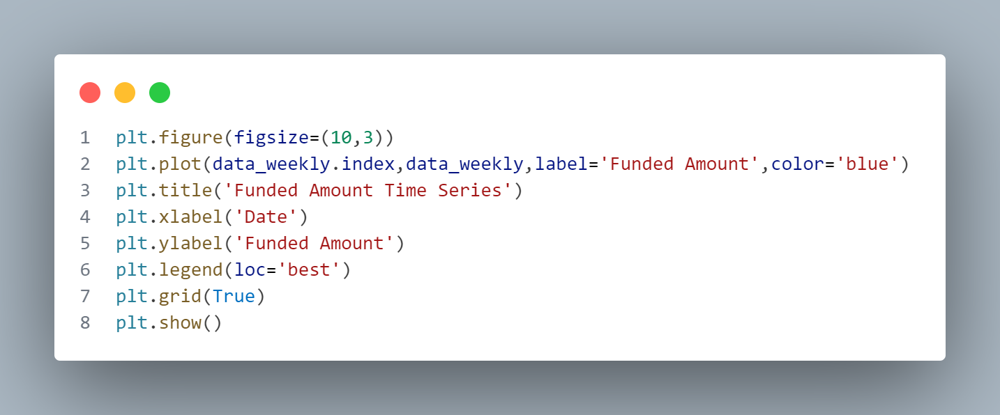 1 plt.figure(figsize=(10,3))
2 plt.plot(data_weekly.index,data_weekly,label='Funded Amount',color='blue')
3 plt.title('Funded Amount Time Series')
4 plt.xlabel('Date')
5 plt.ylabel('Funded Amount')
6 plt.legend(loc='best')
7 plt.grid(True)
8 plt.show()